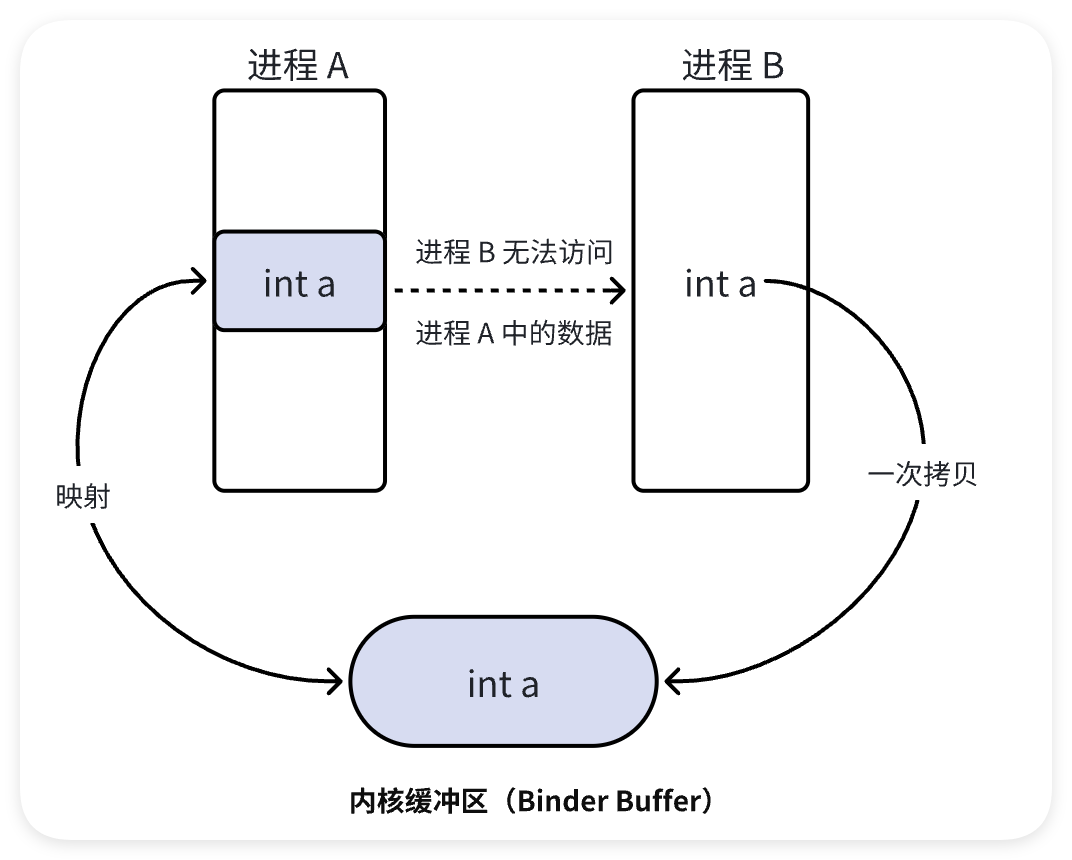 进程 A
进程 B
进程 B 无法访问
int a
int a
进程 A 中的数据
一次拷贝
映射
int a
内核缓冲区（Binder Buffer）